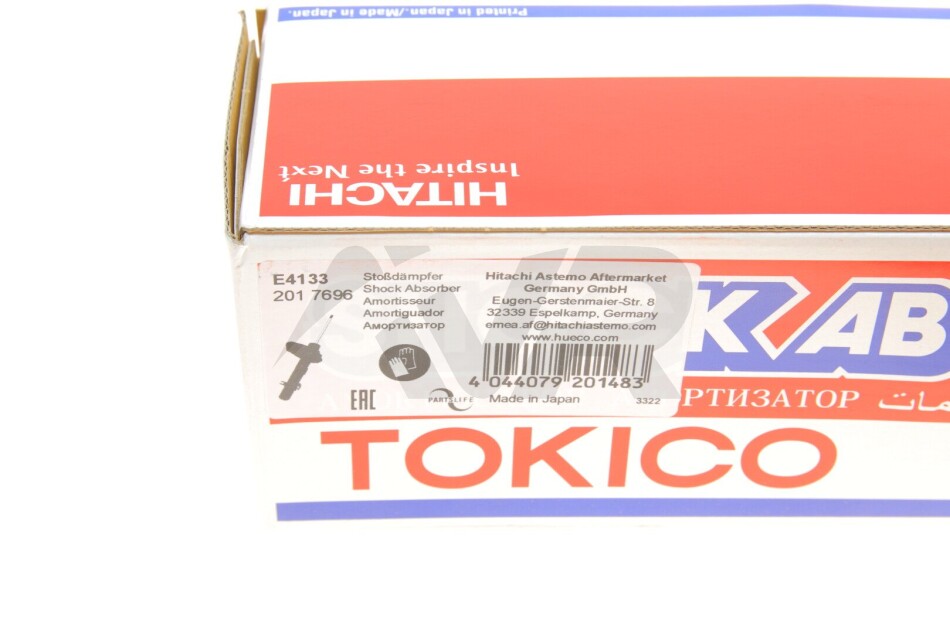 Printed in Japan./Made in Japan.
Inspire the Next
HITACHI
E4133
201 7696
Stoßdämpfer
Shock Absorber
Amortisseur
Amortiguador
Амортизатор
Hitachi Astemo Aftermarket
Germany GmbH
Eugen-Gerstenmaier-Str. 8
32339 Espelkamp, Germany
emea.af@hitachiastemo.com
www.hueco.com
4 044079 201483
EAC PARTSLIFE Made in Japan 3322
K AB
РТИЗАТОР
TOKICO
AVR